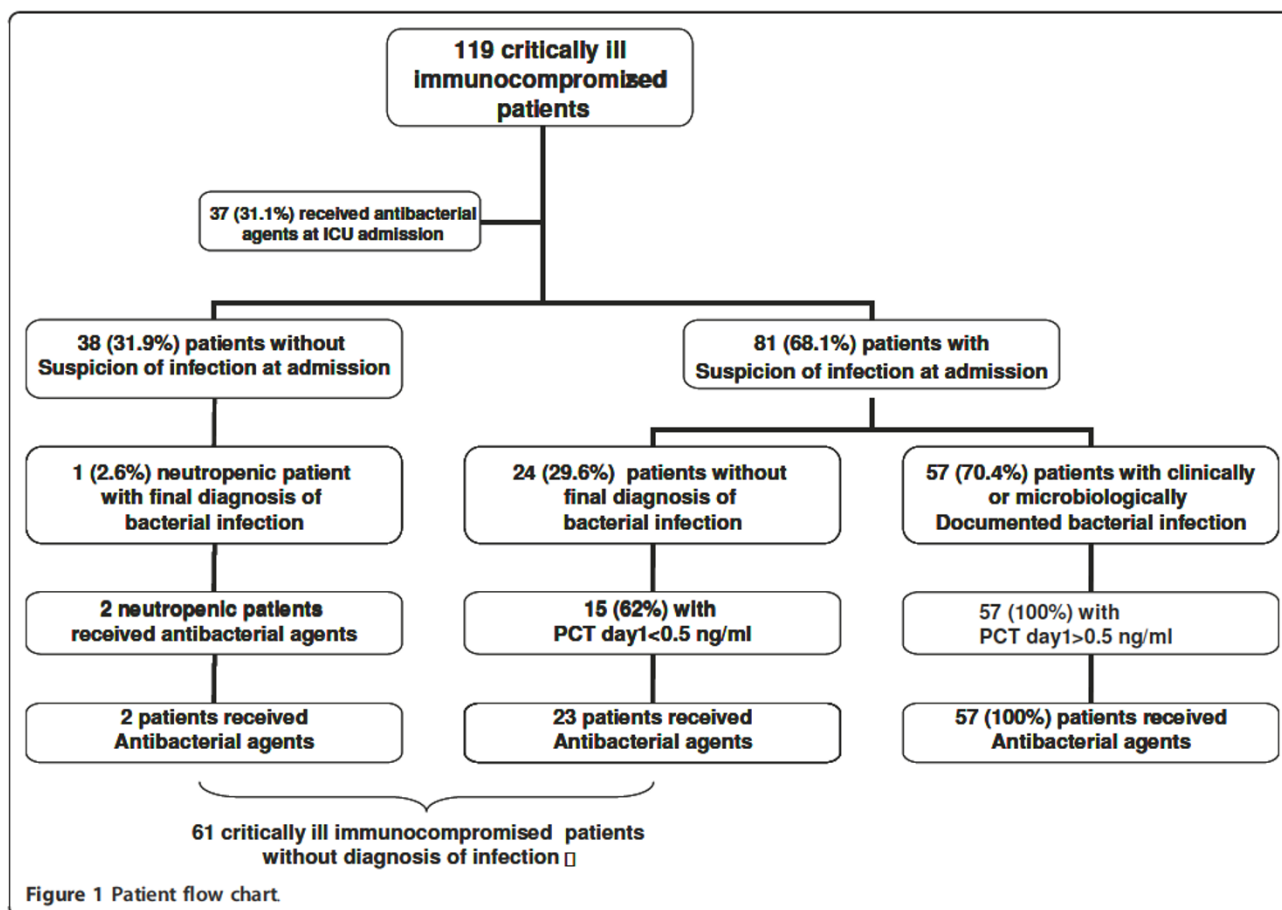 119 critically ill
immunocompromized
patients
37 (31.1%) received antibacterial
agents at ICU admission
38 (31.9%) patients without
Suspicion of infection at admission
81 (68.1%) patients with
Suspicion of infection at admission
1 (2.6%) neutropenic patient
with final diagnosis of
bacterial infection
24 (29.6%) patients without
final diagnosis of
bacterial infection
57 (70.4%) patients with clinically
or microbiologically
Documented bacterial infection
2 neutropenic patients
received antibacterial agents
15 (62%) with
PCT day1<0.5 ng/ml
57 (100%) with
PCT day1>0.5 ng/ml
2 patients received
Antibacterial agents
23 patients received
Antibacterial agents
57 (100%) patients received
Antibacterial agents
61 critically ill immunocompromised patients
without diagnosis of infection
Figure 1 Patient flow chart.